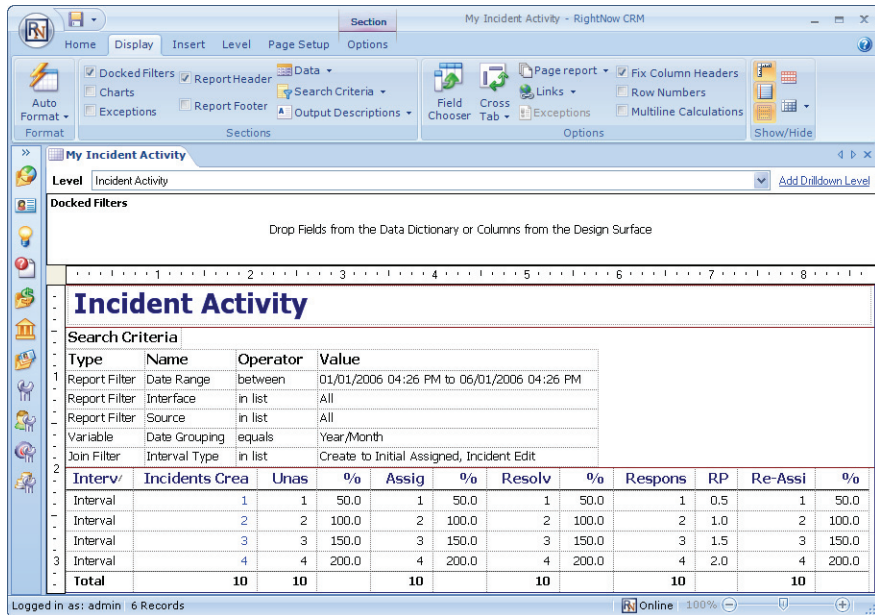 Section My Incident Activity - RightNow CRM
Home Display Insert Level Page Setup Options
Auto Format
Docked Filters
Charts
Exceptions
Report Header
Report Footer
Data
Search Criteria
Output Descriptions
Field Chooser
Cross Tab
Page report
Links
Exceptions
Fix Column Headers
Row Numbers
Multiline Calculations
Format Sections Options Show/Hide
My Incident Activity
Level Incident Activity Add Drilldown Level
Docked Filters
Drop Fields from the Data Dictionary or Columns from the Design Surface
1 2 3 4 5 6 7 8
Incident Activity
Search Criteria
Type Name Operator Value
1 Report Filter Date Range between 01/01/2006 04:26 PM to 06/01/2006 04:26 PM
Report Filter Interface in list All
Report Filter Source in list All
Variable Date Grouping equals Year/Month
Join Filter Interval Type in list Create to Initial Assigned, Incident Edit
2
Interv Incidents Crea Unas % Assig % Resolv % Respons RP Re-Assi %
Interval 1 1 50.0 1 50.0 1 50.0 1 0.5 1 50.0
Interval 2 2 100.0 2 100.0 2 100.0 2 1.0 2 100.0
Interval 3 3 150.0 3 150.0 3 150.0 3 1.5 3 150.0
3 Interval 4 4 200.0 4 200.0 4 200.0 4 2.0 4 200.0
Total 10 10 10 10 10 10
Logged in as: admin 6 Records Online 100%